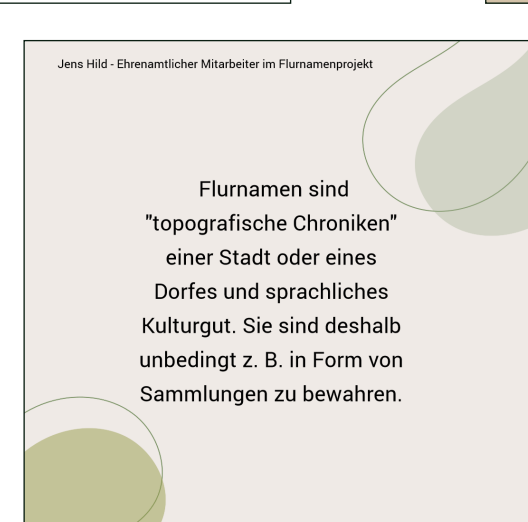 Jens Hild - Ehrenamtlicher Mitarbeiter im Flurnamenprojekt
Flurnamen sind
"topografische Chroniken"
einer Stadt oder eines
Dorfes und sprachliches
Kulturgut. Sie sind deshalb
unbedingt z. B. in Form von
Sammlungen zu bewahren.